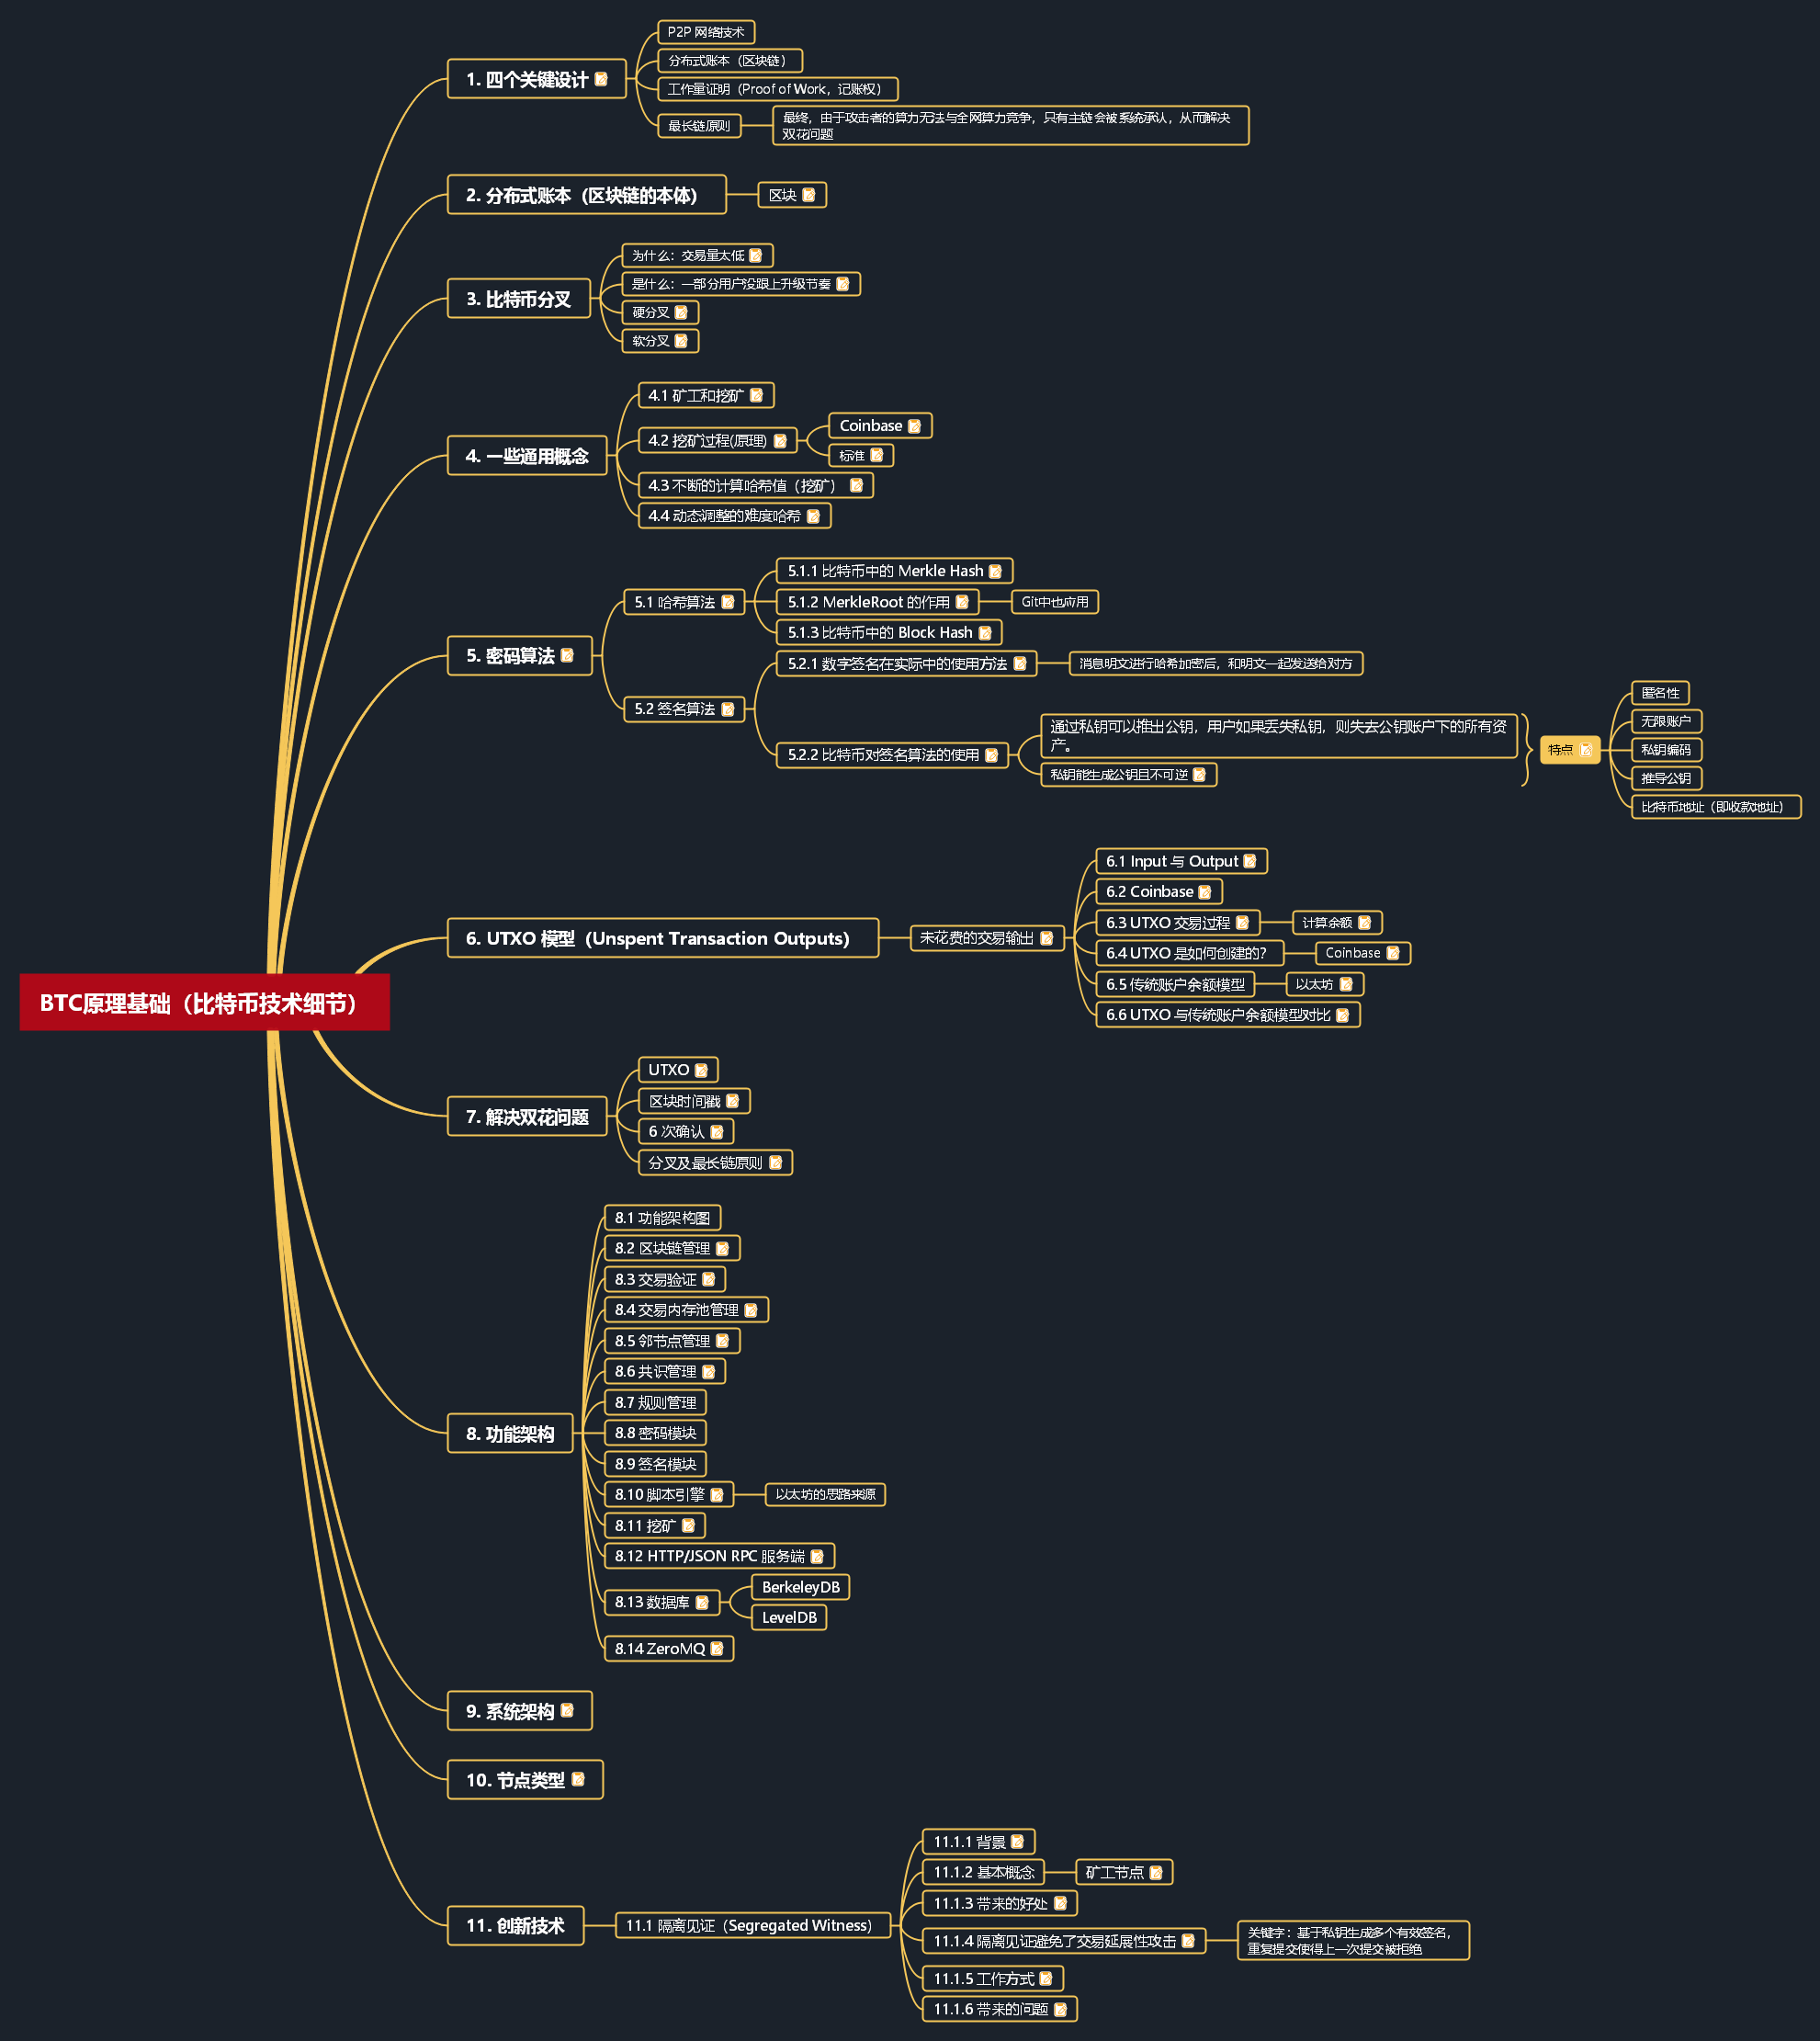 P2P 网络技术
分布式账本（区块链）
1. 四个关键设计
工作量证明（Proof of Work，记账权）
最长链原则
最终，由于攻击者的算力无法与全网算力竞争，只有主链会被系统承认，从而解决
双花问题
2. 分布式账本（区块链的本体）
区块
为什么：交易量太低
是什么：一部分用户没跟上升级节奏
3. 比特币分叉
硬分叉
软分叉
4.1 矿工和挖矿
4.2 挖矿过程(原理)
Coinbase
标准
4. 一些通用概念
4.3 不断的计算哈希值（挖矿）
4.4 动态调整的难度哈希
5.1 哈希算法
5.1.1 比特币中的 Merkle Hash
5.1.2 MerkleRoot 的作用
Git中也应用
5.1.3 比特币中的 Block Hash
5. 密码算法
5.2 签名算法
5.2.1 数字签名在实际中的使用方法
消息明文进行哈希加密后，和明文一起发送给对方
5.2.2 比特币对签名算法的使用
通过私钥可以推出公钥，用户如果丢失私钥，则失去公钥账户下的所有资
产。
私钥能生成公钥且不可逆
特点
匿名性
无限账户
私钥编码
推导公钥
比特币地址（即收款地址）
6. UTXO 模型（Unspent Transaction Outputs）
未花费的交易输出
6.1 Input 与 Output
6.2 Coinbase
6.3 UTXO 交易过程
计算余额
6.4 UTXO 是如何创建的？
Coinbase
6.5 传统账户余额模型
以太坊
6.6 UTXO 与传统账户余额模型对比
BTC原理基础（比特币技术细节）
7. 解决双花问题
UTXO
区块时间戳
6 次确认
分叉及最长链原则
8. 功能架构
8.1 功能架构图
8.2 区块链管理
8.3 交易验证
8.4 交易内存池管理
8.5 邻节点管理
8.6 共识管理
8.7 规则管理
8.8 密码模块
8.9 签名模块
8.10 脚本引擎
以太坊的思路来源
8.11 挖矿
8.12 HTTP/JSON RPC 服务端
8.13 数据库
BerkeleyDB
LevelDB
8.14 ZeroMQ
9. 系统架构
10. 节点类型
11. 创新技术
11.1 隔离见证（Segregated Witness）
11.1.1 背景
11.1.2 基本概念
矿工节点
11.1.3 带来的好处
11.1.4 隔离见证避免了交易延展性攻击
关键字：基于私钥生成多个有效签名，
重复提交使得上一次提交被拒绝
11.1.5 工作方式
11.1.6 带来的问题